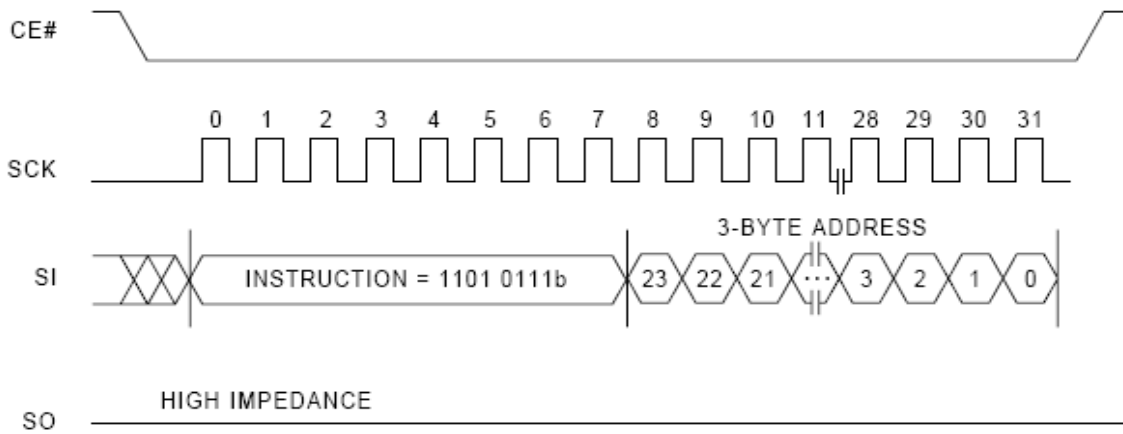 CE#
0 1 2 3 4 5 6 7 8 9 10 11 28 29 30 31
SCK
3-BYTE ADDRESS
SI INSTRUCTION = 1101 0111b 23 22 21 ... 3 2 1 0
HIGH IMPEDANCE
SO